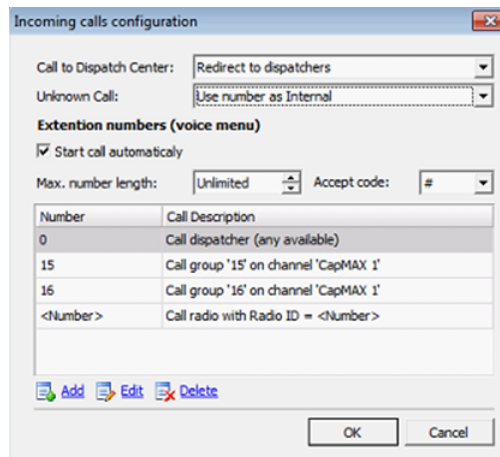 Incoming calls configuration
Call to Dispatch Center: Redirect to dispatchers
Unknown Call: Use number as Internal
Extention numbers (voice menu)
Start call automaticaly
Max. number length: Unlimited Accept code: #
Number Call Description
0 Call dispatcher (any available)
15 Call group '15' on channel 'CapMAX 1'
16 Call group '16' on channel 'CapMAX 1'
<Number> Call radio with Radio ID = <Number>
Add Edit Delete
OK Cancel